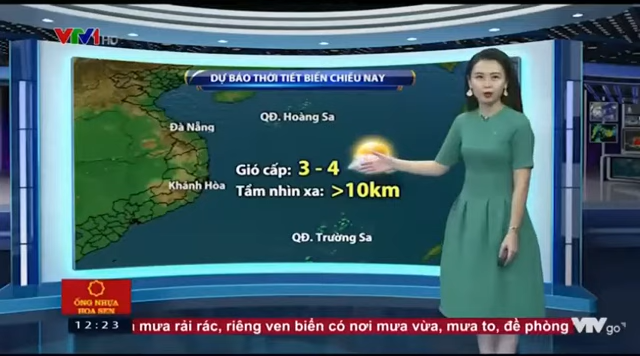 VTV1 HD
DỰ BÁO THỜI TIẾT BIỂN CHIỀU NAY
QĐ. Hoàng Sa
Đà Nẵng
Gió cấp: 3 - 4
Khánh Hòa
Tầm nhìn xa: >10km
QĐ. Trường Sa
ỐNG NHỰA
HOA SEN
12:23
mưa rải rác, riêng ven biển có nơi mưa vừa, mưa to, đề phòng
VTV go